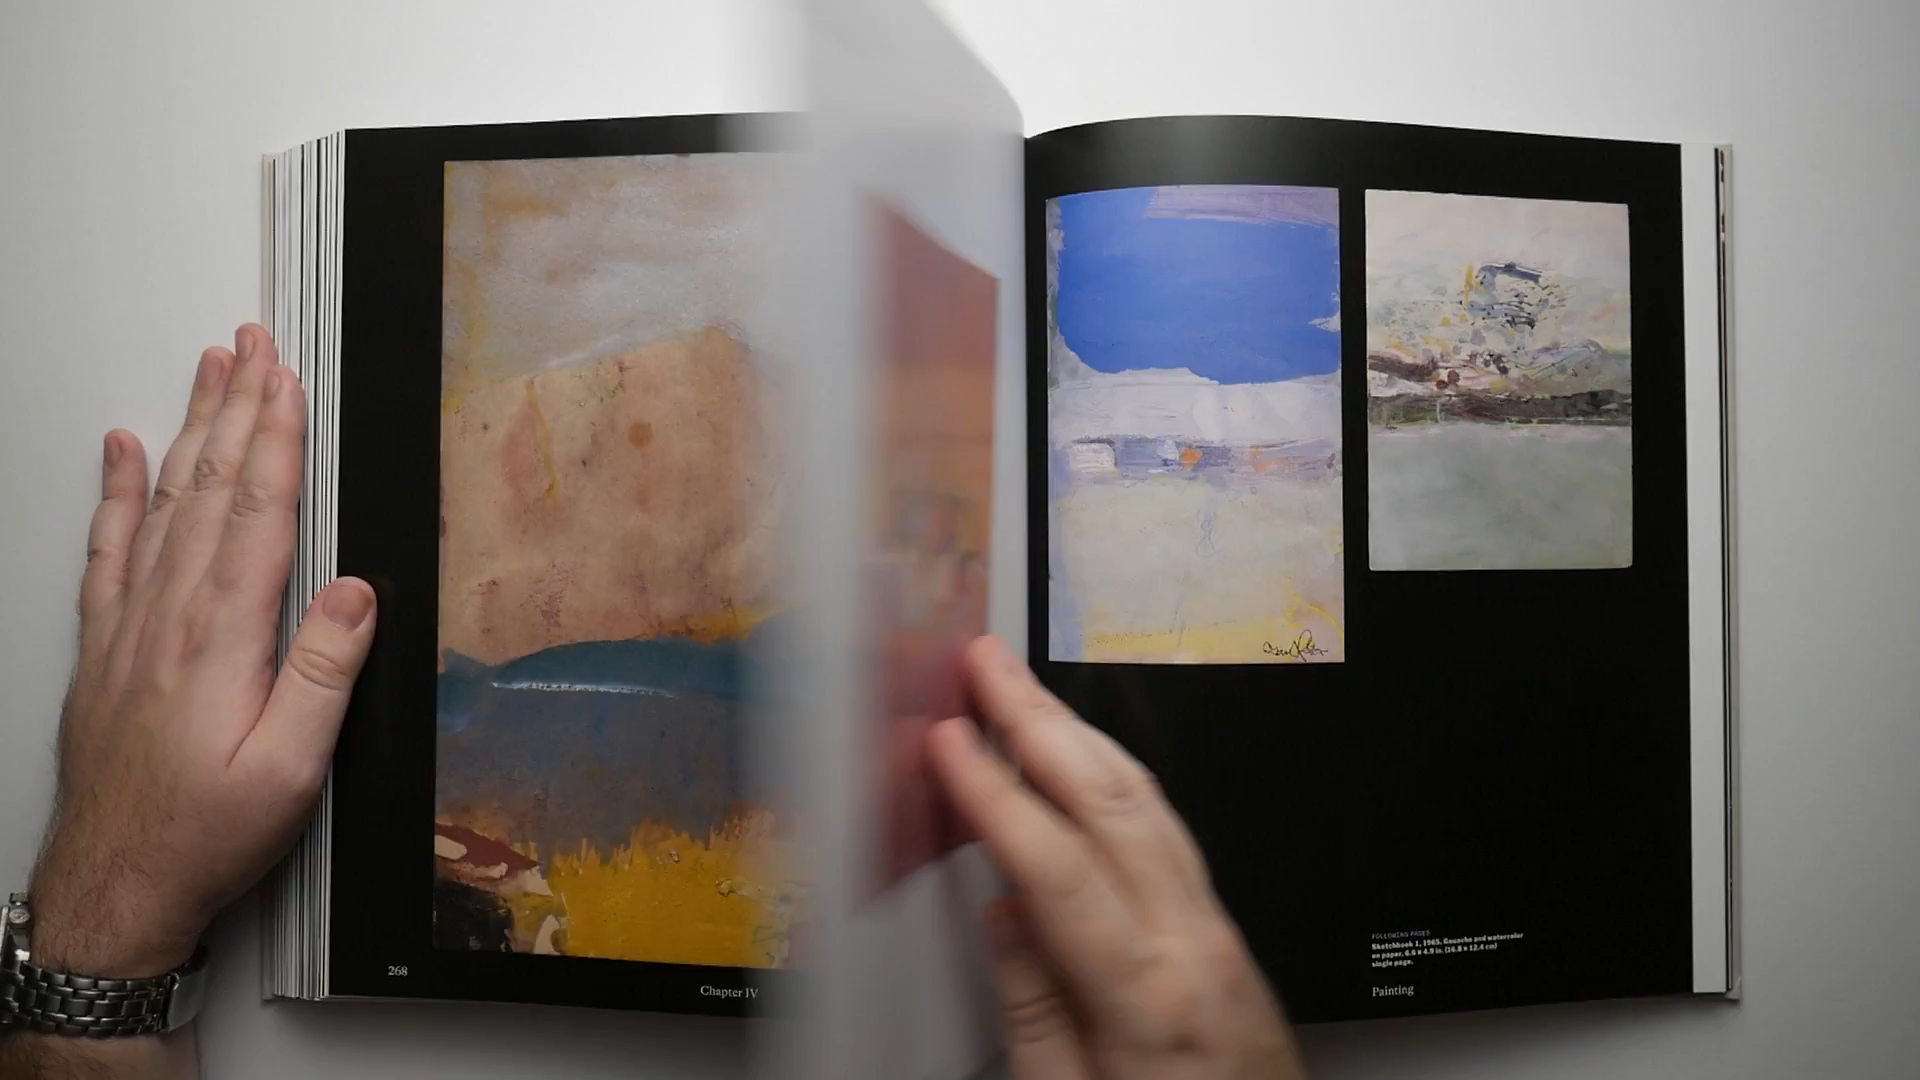 268
Chapter IV
FOLLOWING PAGES
Sketchbook 1, 1965. Gouache and watercolor
on paper. 6.6 × 4.9 in. (16.8 × 12.4 cm)
single page.
Painting